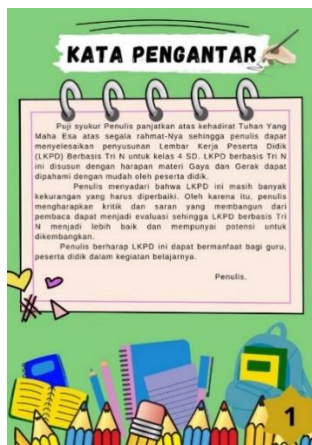 KATA PENGANTAR
Puji syukur Penulis panjatkan atas kehadirat Tuhan Yang
Maha Esa atas segala rahmat-Nya sehingga penulis dapat
menyelesaikan penyusunan Lembar Kerja Peserta Didik
(LKPD) Berbasis Tri N untuk kelas 4 SD. LKPD berbasis Tri N
ini disusun dengan harapan materi Gaya dan Gerak dapat
dipahami dengan mudah oleh peserta didik.
Penulis menyadari bahwa LKPD ini masih banyak
kekurangan yang harus diperbaiki. Oleh karena itu, penulis
mengharapkan kritik dan saran yang membangun dari
pembaca dapat menjadi evaluasi sehingga LKPD berbasis Tri
N menjadi lebih baik dan mempunyai potensi untuk
dikembangkan.
Penulis berharap LKPD ini dapat bermanfaat bagi guru,
peserta didik dalam kegiatan belajarnya.
Penulis.
1